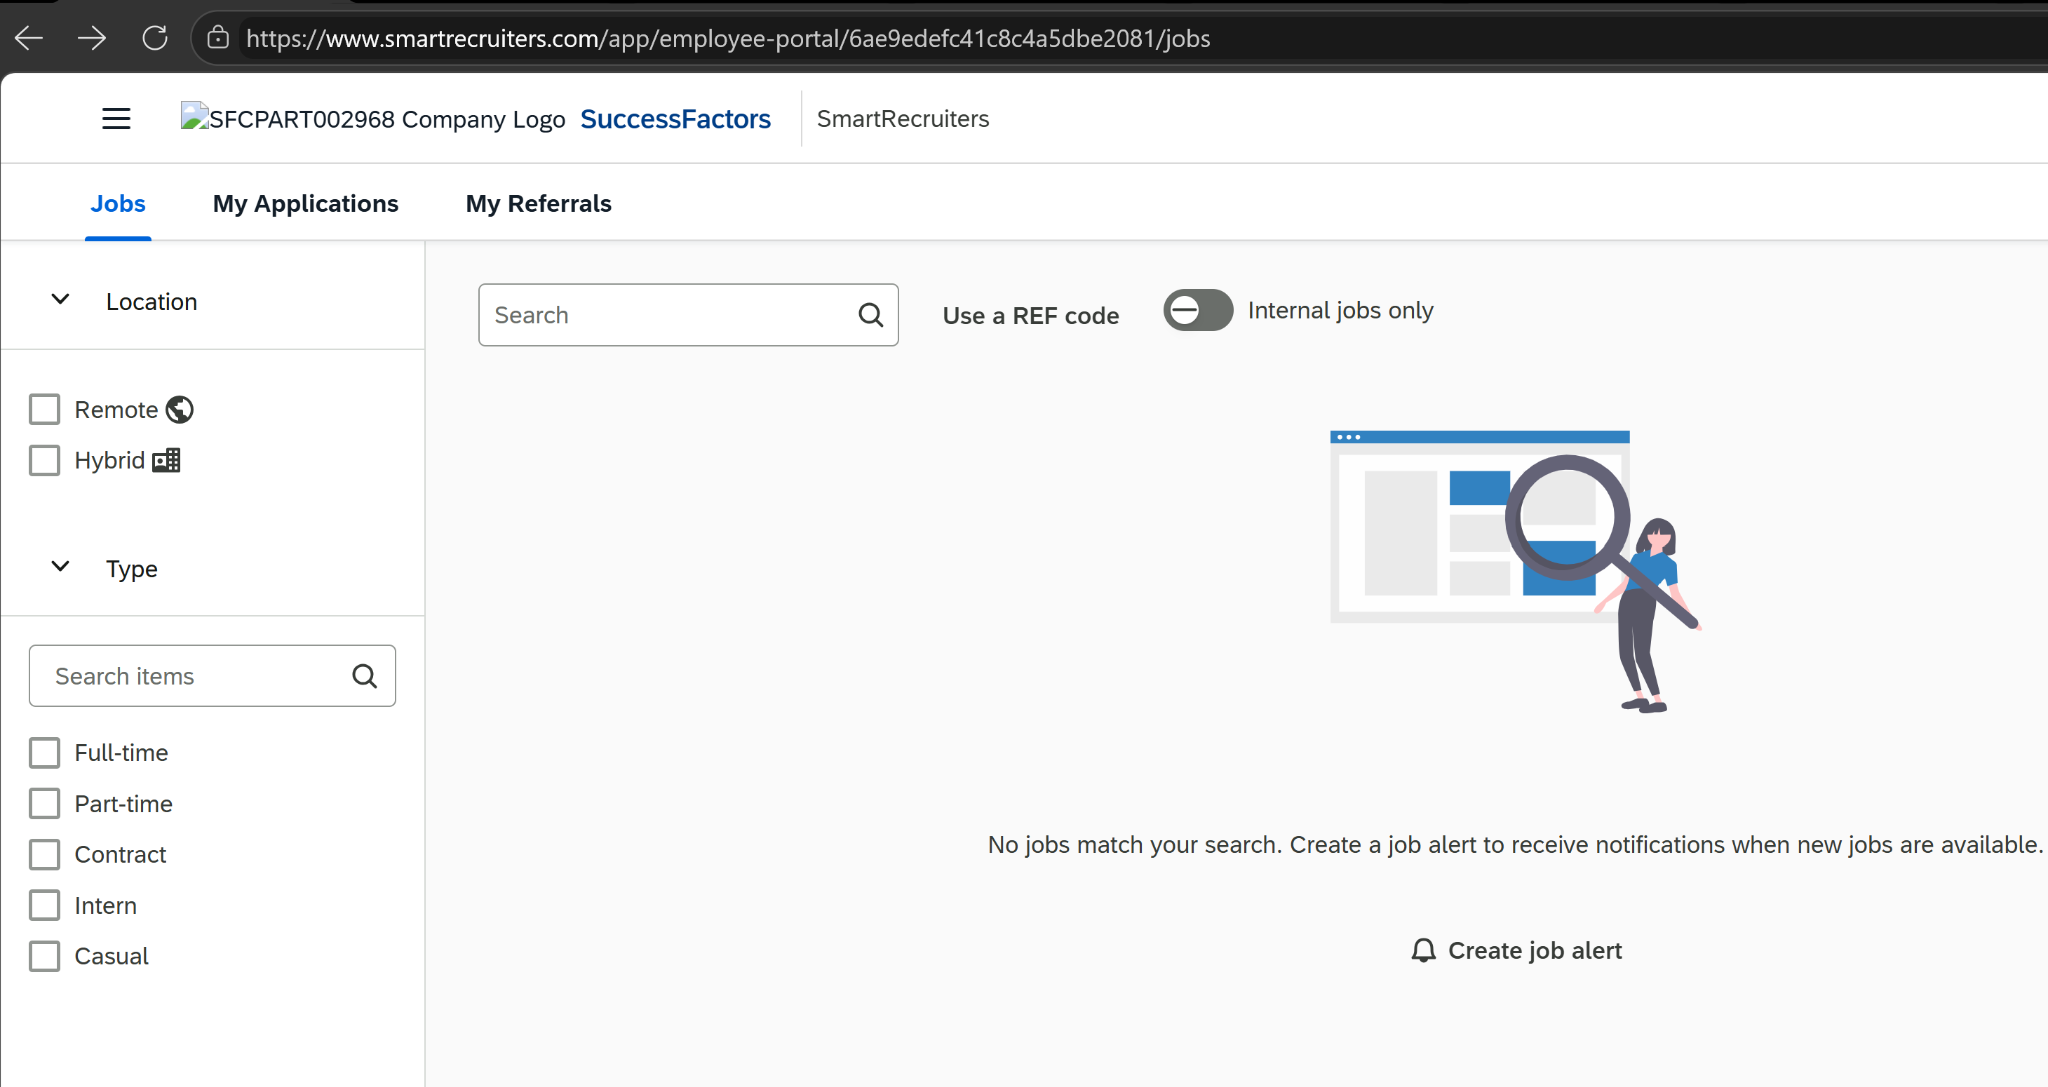 https://www.smartrecruiters.com/app/employee-portal/6ae9edefc41c8c4a5dbe2081/jobs
SFCPART002968 Company Logo SuccessFactors SmartRecruiters
Jobs My Applications My Referrals
Location
Remote
Hybrid
Type
Search items
Full-time
Part-time
Contract
Intern
Casual
Search Use a REF code Internal jobs only
No jobs match your search. Create a job alert to receive notifications when new jobs are available.
Create job alert